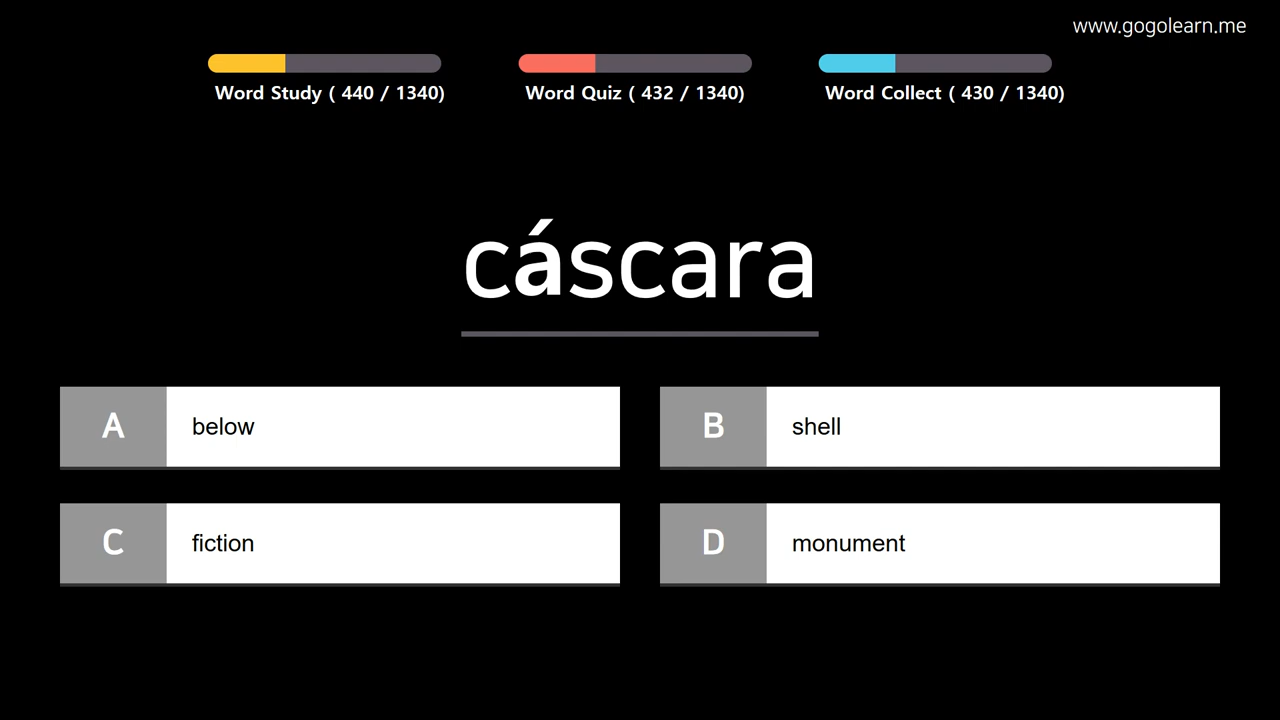 www.gogolearn.me
Word Study ( 440 / 1340)
Word Quiz ( 432 / 1340)
Word Collect ( 430 / 1340)
cáscara
A below
B shell
C fiction
D monument